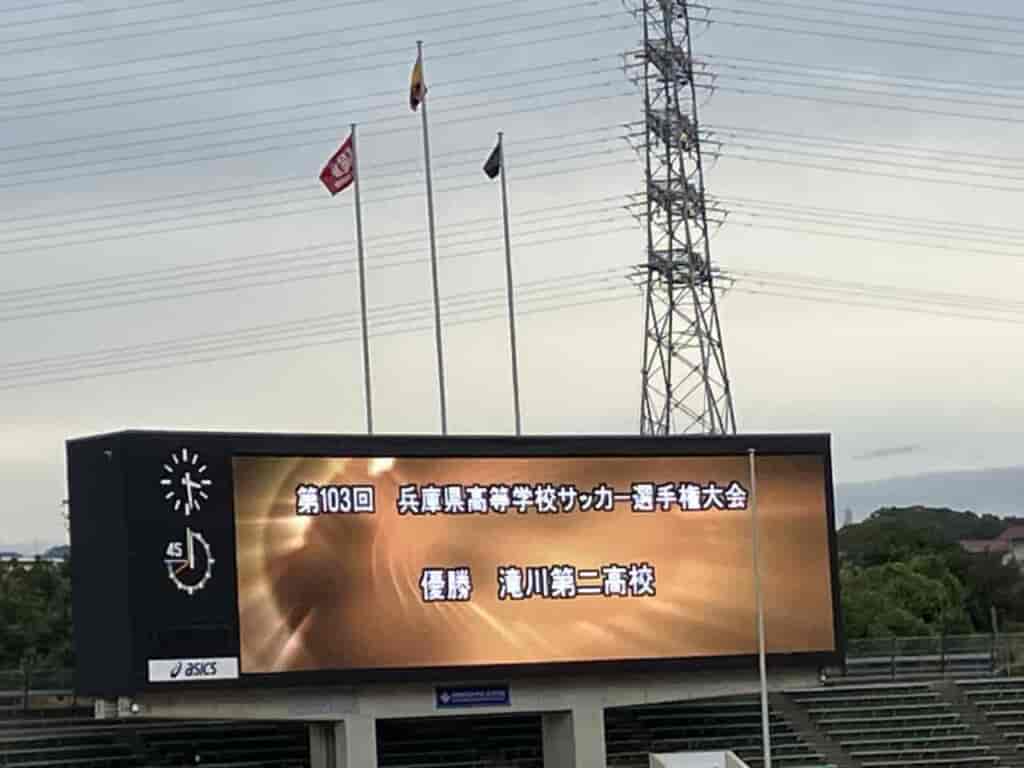 第103回　兵庫県高等学校サッカー選手権大会
優勝　滝川第二高校
45
asics